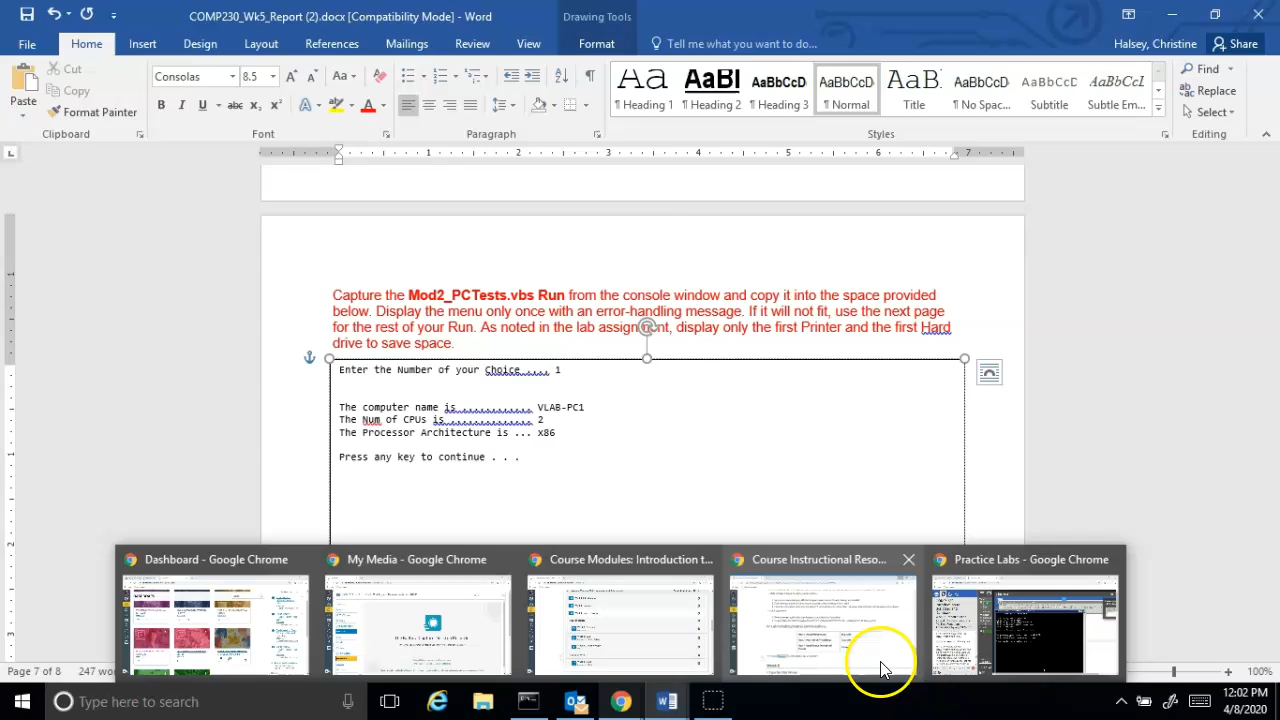 COMP230_Wk5_Report (2).docx [Compatibility Mode] - Word
Drawing Tools
File
Home
Insert
Design
Layout
References
Mailings
Review
View
Format
Tell me what you want to do...
Halsey, Christine
Share
Paste
Cut
Copy
Format Painter
Clipboard
Consolas
8.5
Font
Paragraph
AaBbCcD
¶ Heading 1
¶ Heading 2
¶ Heading 3
¶ Normal
Title
¶ No Spac...
Subtitle
Subtle Em...
Styles
Find
Replace
Select
Editing
1 2 3 4 5 6 7
Capture the Mod2_PCTests.vbs Run from the console window and copy it into the space provided
below. Display the menu only once with an error-handling message. If it will not fit, use the next page
for the rest of your Run. As noted in the lab assignment, display only the first Printer and the first Hard
drive to save space.
Enter the Number of your Choice .... 1
The computer name is ............ VLAB-PC1
The Num of CPUs is .............. 2
The Processor Architecture is ... x86
Press any key to continue . . .
Dashboard - Google Chrome
My Media - Google Chrome
Course Modules: Introduction t...
Course Instructional Reso...
Practice Labs - Google Chrome
247 words
100%
Type here to search
12:02 PM
4/8/2020